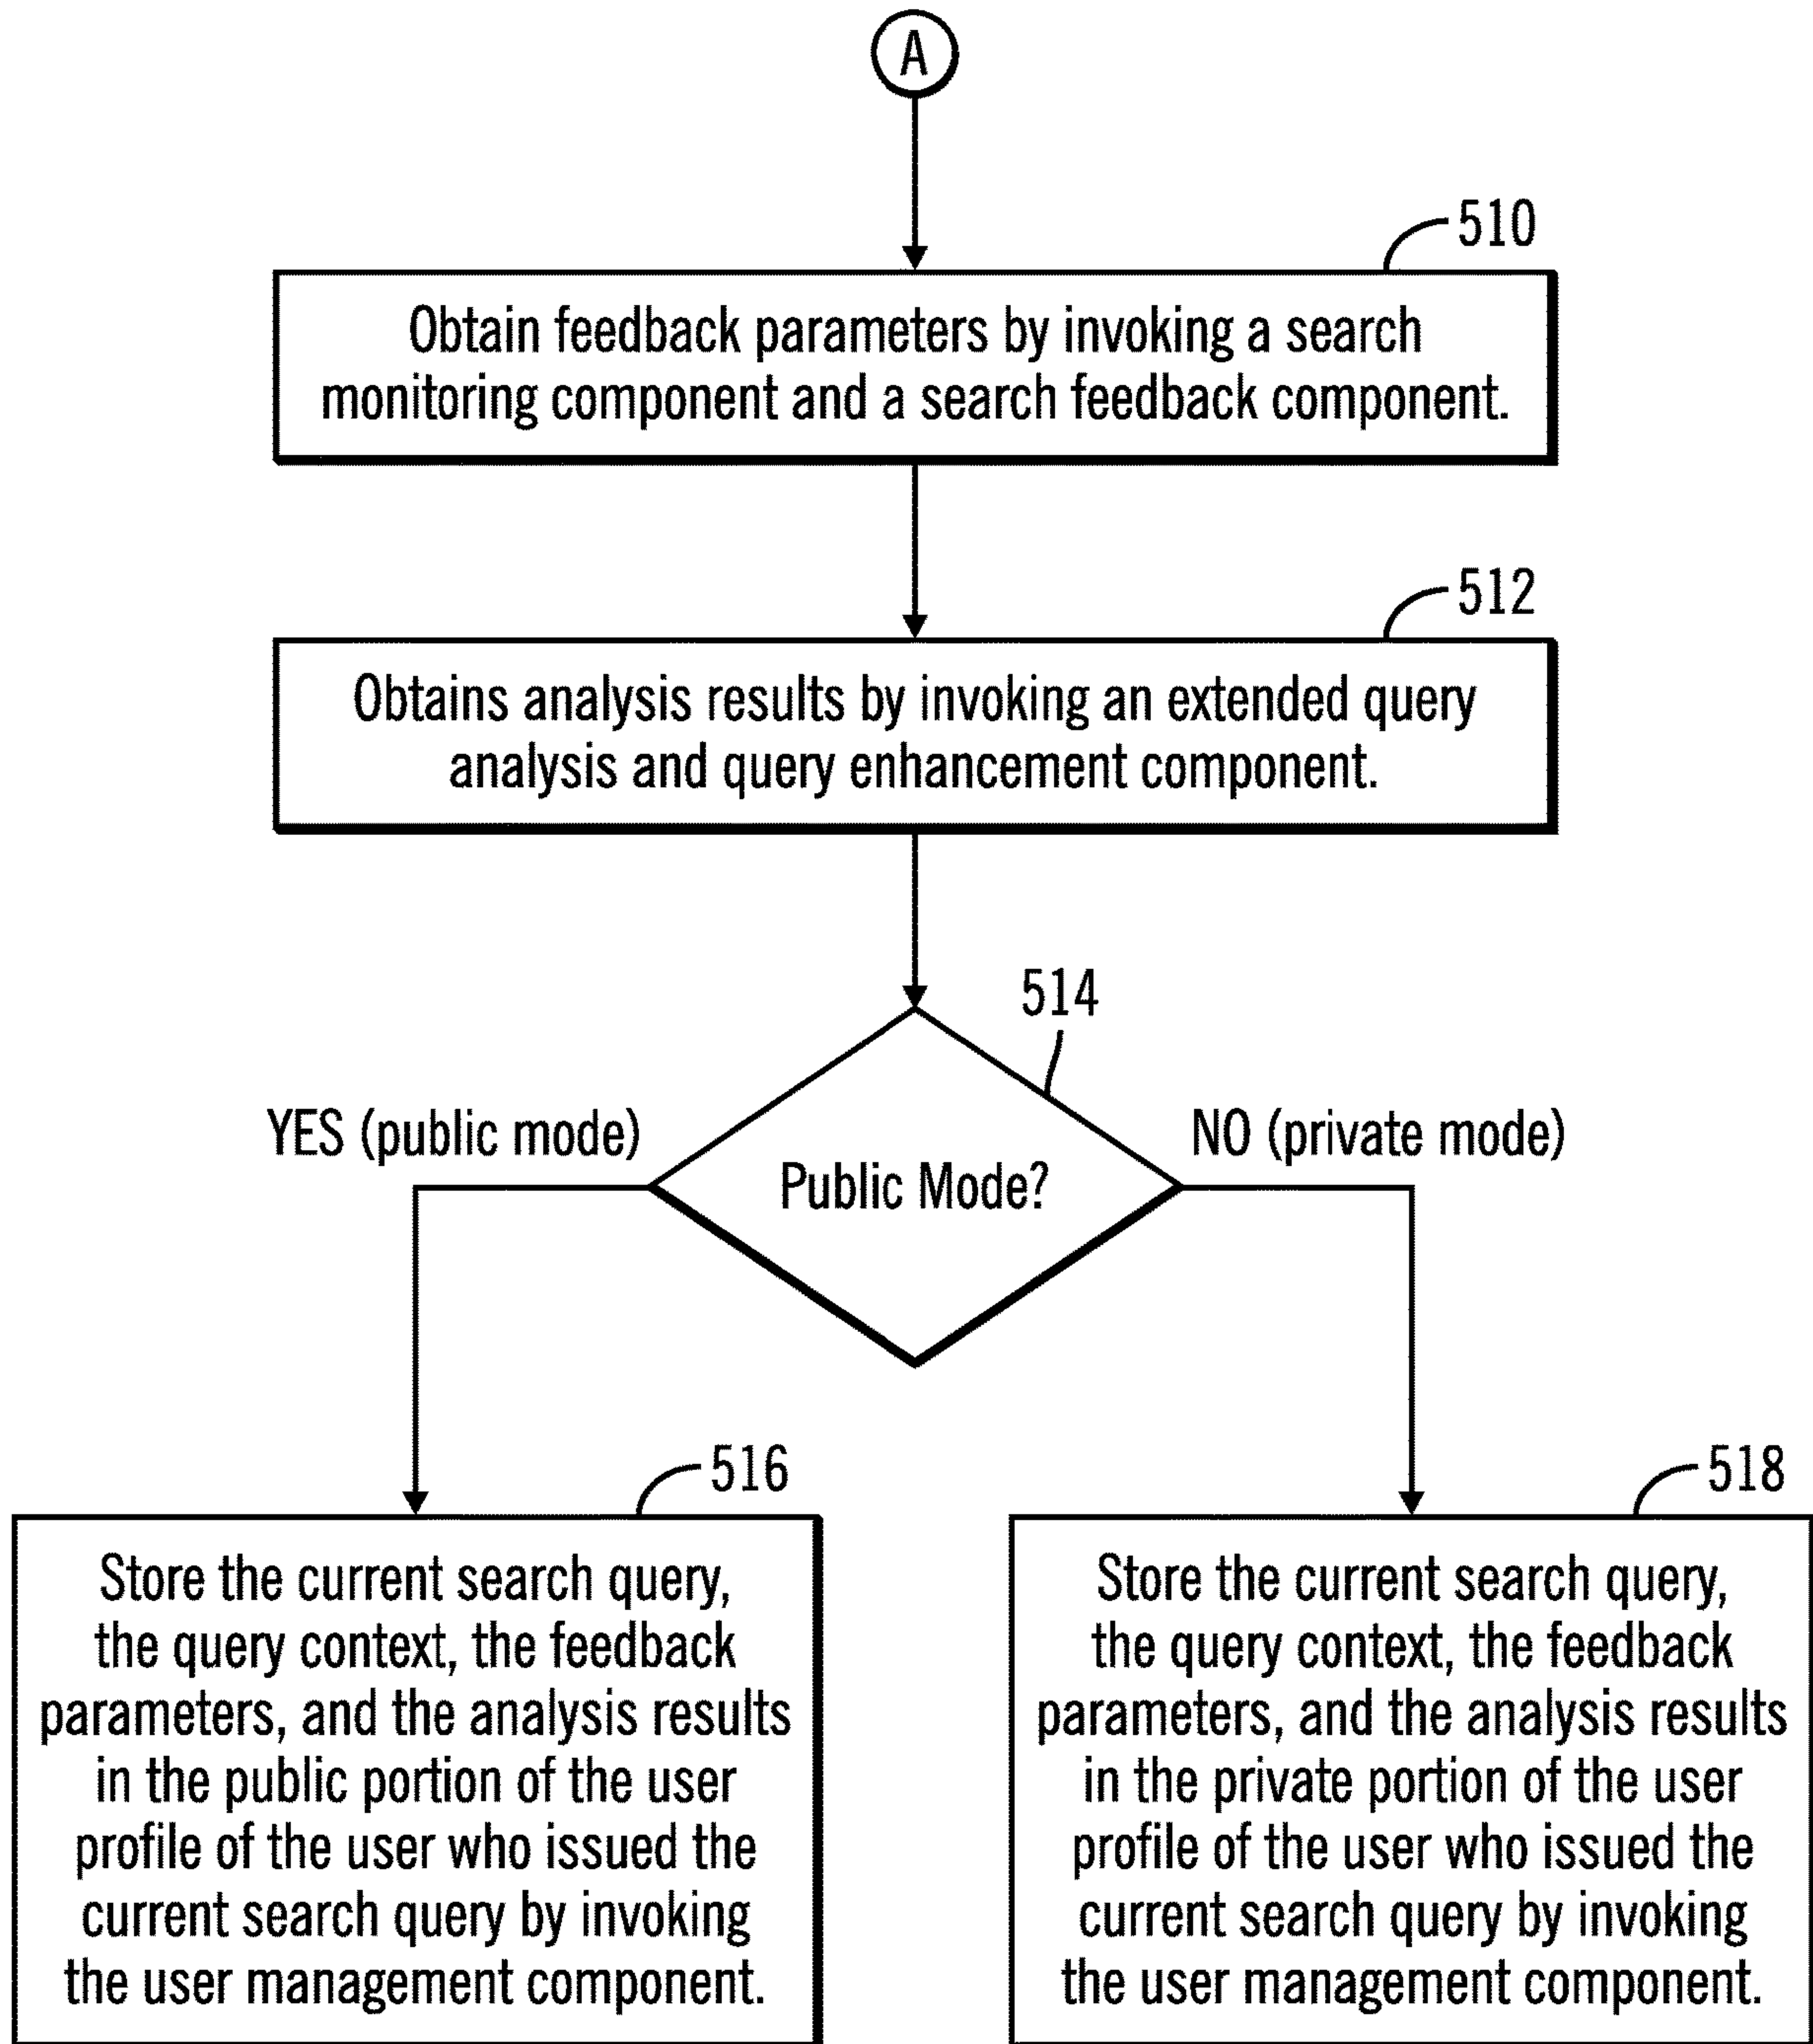 A
510
Obtain feedback parameters by invoking a search
monitoring component and a search feedback component.
512
Obtains analysis results by invoking an extended query
analysis and query enhancement component.
514
YES (public mode)
Public Mode?
NO (private mode)
516
Store the current search query,
the query context, the feedback
parameters, and the analysis results
in the public portion of the user
profile of the user who issued the
current search query by invoking
the user management component.
518
Store the current search query,
the query context, the feedback
parameters, and the analysis results
in the private portion of the user
profile of the user who issued the
current search query by invoking
the user management component.